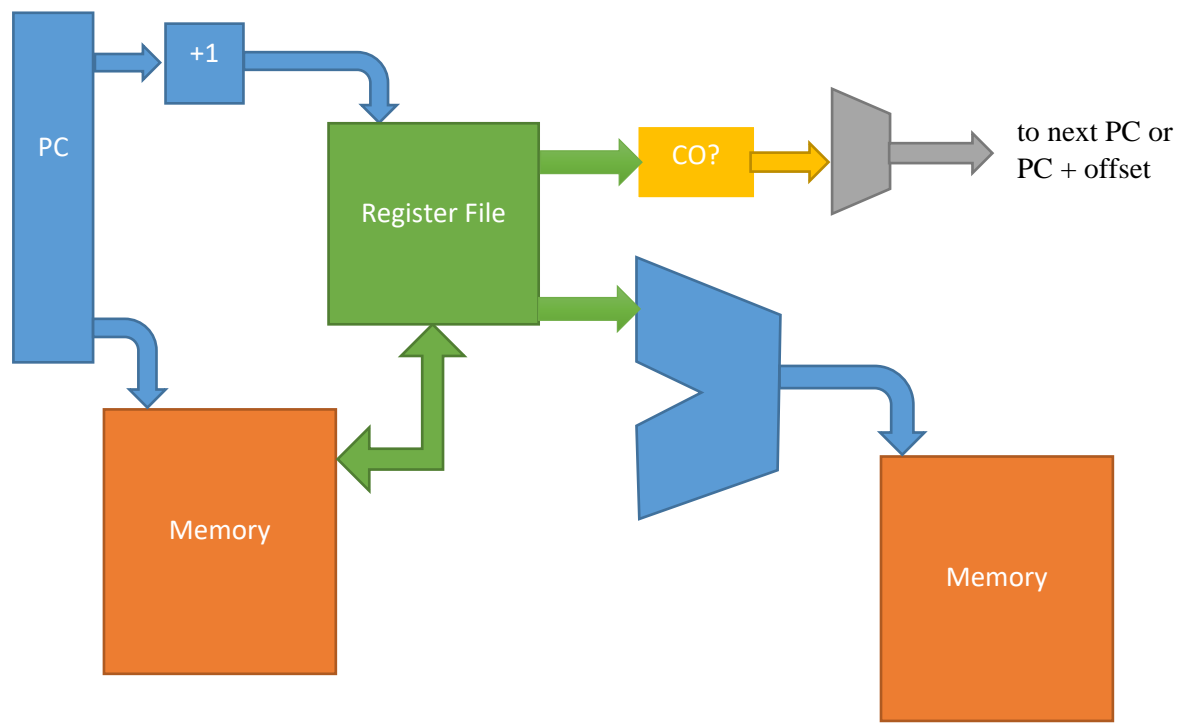 +1
PC
Register File
CO?
to next PC or
PC + offset
Memory
Memory